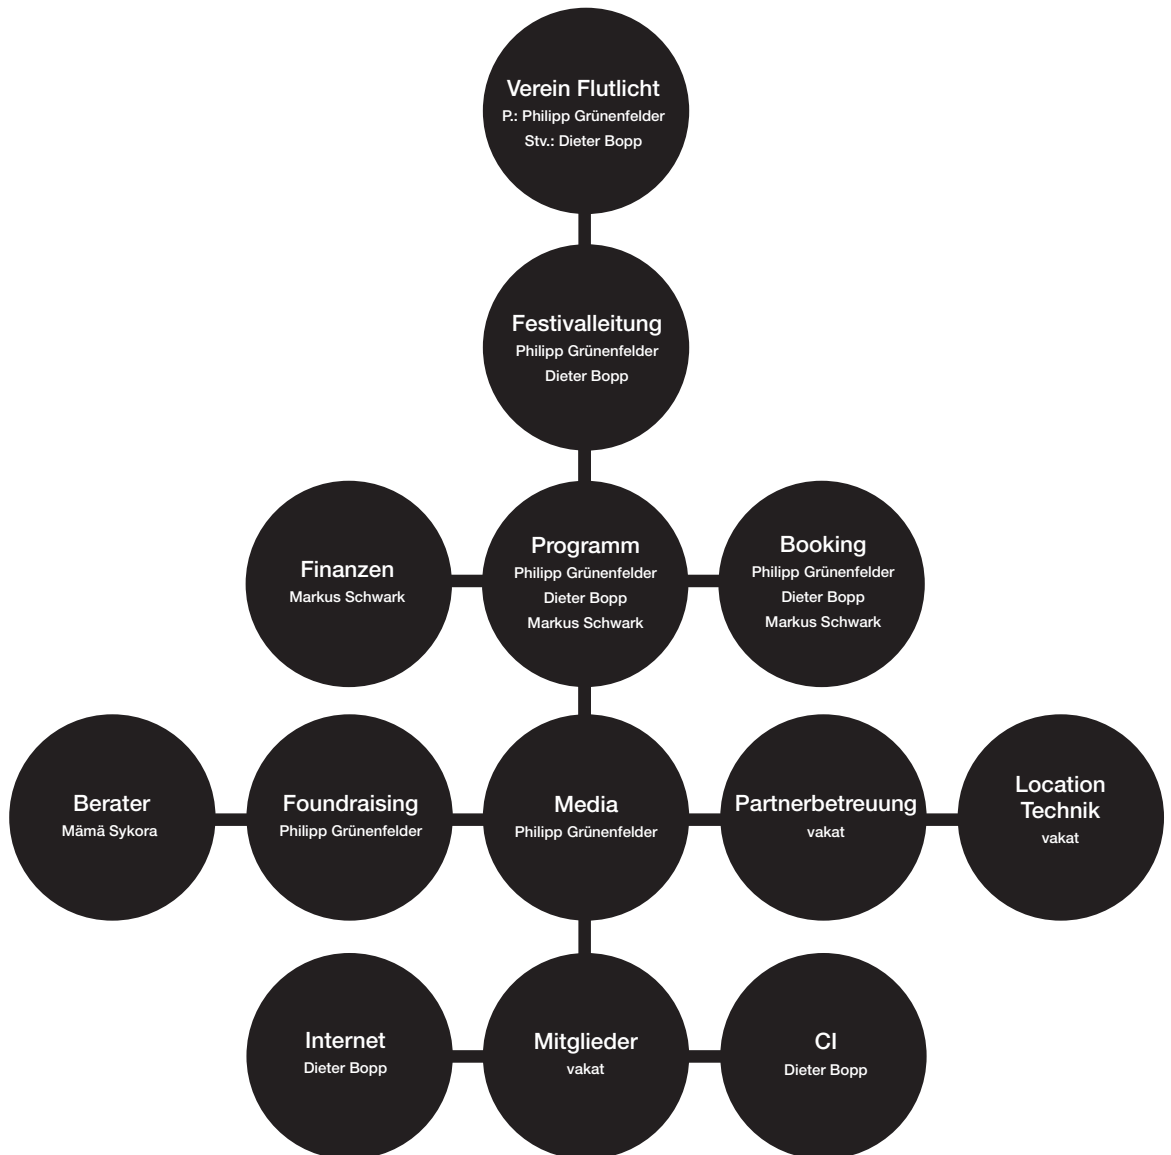 Verein Flutlicht
P.: Philipp Grünenfelder
Stv.: Dieter Bopp
Festivalleitung
Philipp Grünenfelder
Dieter Bopp
Finanzen
Markus Schwark
Programm
Philipp Grünenfelder
Dieter Bopp
Markus Schwark
Booking
Philipp Grünenfelder
Dieter Bopp
Markus Schwark
Berater
Mämä Sykora
Foundraising
Philipp Grünenfelder
Media
Philipp Grünenfelder
Partnerbetreuung
vakat
Location
Technik
vakat
Internet
Dieter Bopp
Mitglieder
vakat
CI
Dieter Bopp